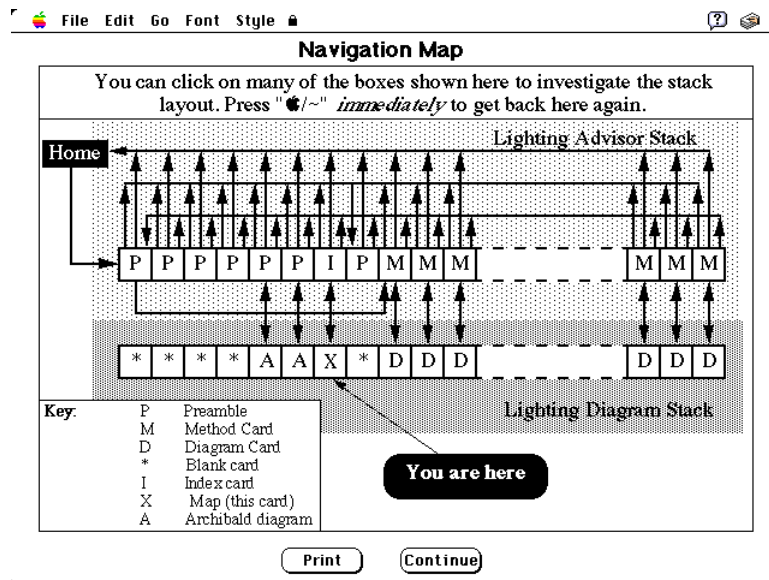 File Edit Go Font Style
Navigation Map
You can click on many of the boxes shown here to investigate the stack
layout. Press "/~" immediately to get back here again.
Lighting Advisor Stack
Home
P P P P P P I P M M M M M M
* * * * A A X * D D D D D D
Lighting Diagram Stack
Key:
P Preamble
M Method Card
D Diagram Card
* Blank card
I Index card
X Map (this card)
A Archibald diagram
You are here
Print Continue